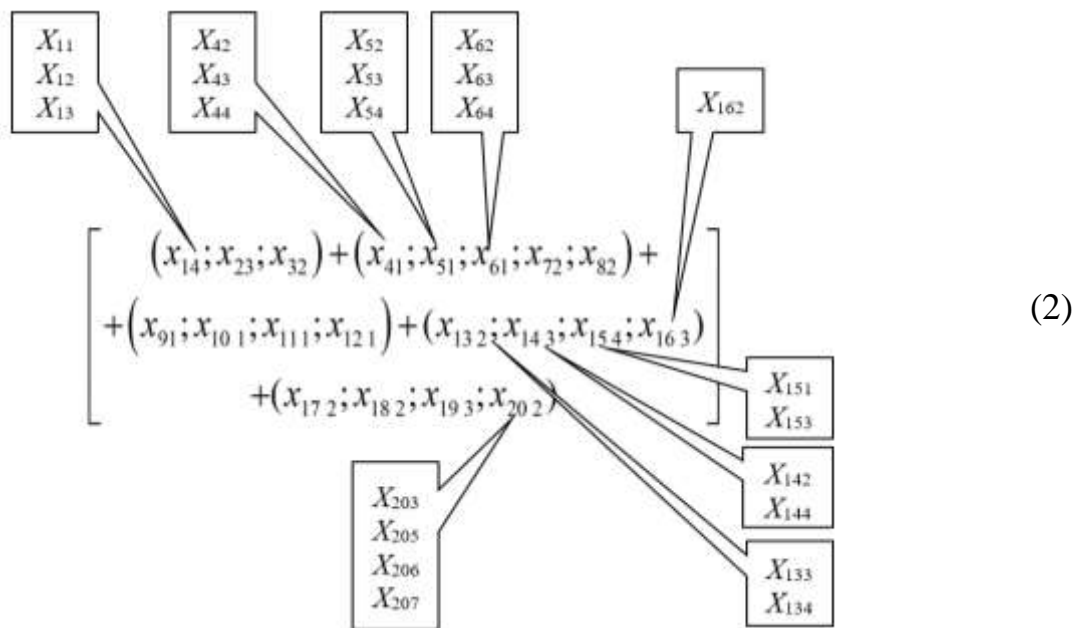 X₁₁
X₁₂
X₁₃
X₄₂
X₄₃
X₄₄
X₅₂
X₅₃
X₅₄
X₆₂
X₆₃
X₆₄
X₁₆₂
(x₁₄;x₂₃;x₃₂)+(x₄₁;x₅₁;x₆₁;x₇₂;x₈₂)+
+(x₉₁;x₁₀ ₁;x₁₁ ₁;x₁₂ ₁)+(x₁₃ ₂;x₁₄ ₃;x₁₅ ₄;x₁₆ ₃)
(2)
+(x₁₇ ₂;x₁₈ ₂;x₁₉ ₃;x₂₀ ₂)
X₁₅₁
X₁₅₃
X₁₄₂
X₁₄₄
X₂₀₃
X₂₀₅
X₂₀₆
X₂₀₇
X₁₃₃
X₁₃₄